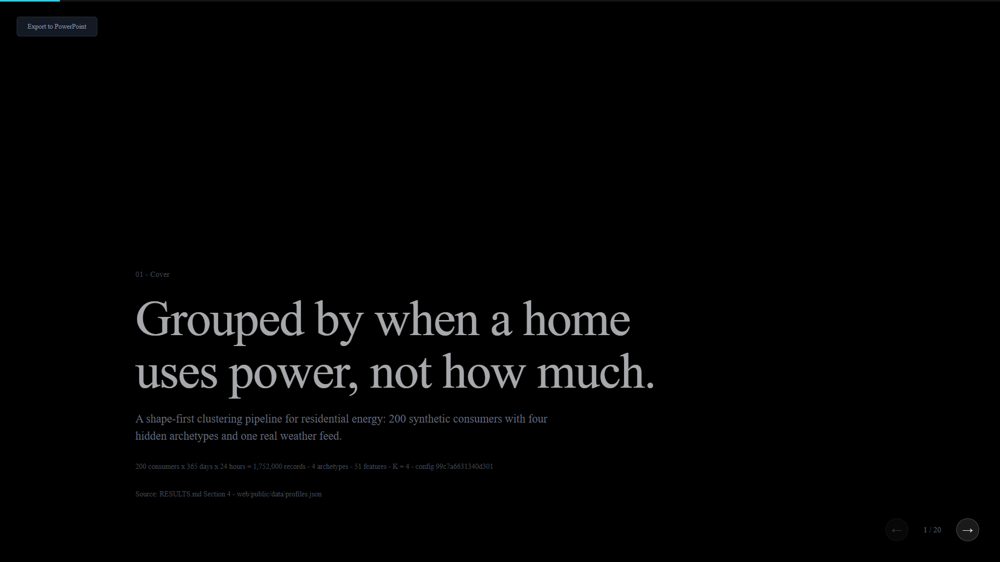 Export to PowerPoint
01 - Cover
Grouped by when a home
uses power, not how much.
A shape-first clustering pipeline for residential energy: 200 synthetic consumers with four
hidden archetypes and one real weather feed.
200 consumers x 365 days x 24 hours = 1,752,000 records - 4 archetypes - 51 features - K = 4 - config 99c7a6631340d301
Source: RESULTS.md Section 4 - web/public/data/profiles.json
← 1 / 20 →